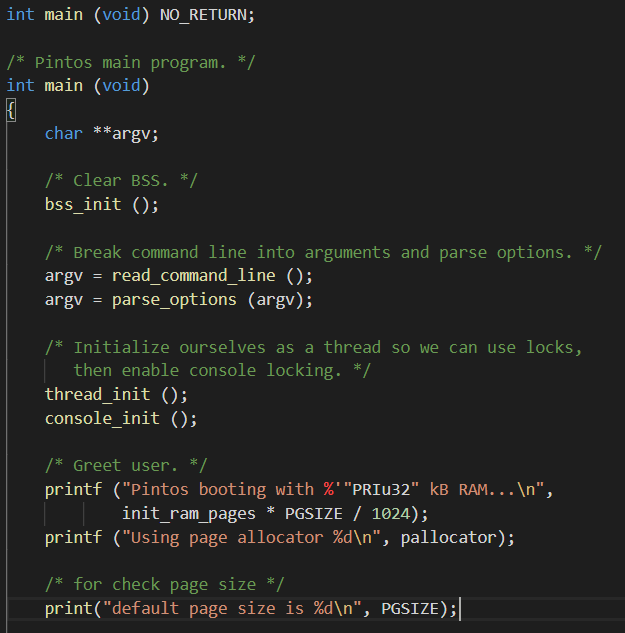 int main (void) NO_RETURN;
/* Pintos main program. */
int main (void)
{
char **argv;
/* Clear BSS. */
bss_init ();
/* Break command line into arguments and parse options. */
argv = read_command_line ();
argv = parse_options (argv);
/* Initialize ourselves as a thread so we can use locks,
then enable console locking. */
thread_init ();
console_init ();
/* Greet user. */
printf ("Pintos booting with %'"PRIu32" kB RAM...\n",
init_ram_pages * PGSIZE / 1024);
printf ("Using page allocator %d\n", pallocator);
/* for check page size */
print("default page size is %d\n", PGSIZE);